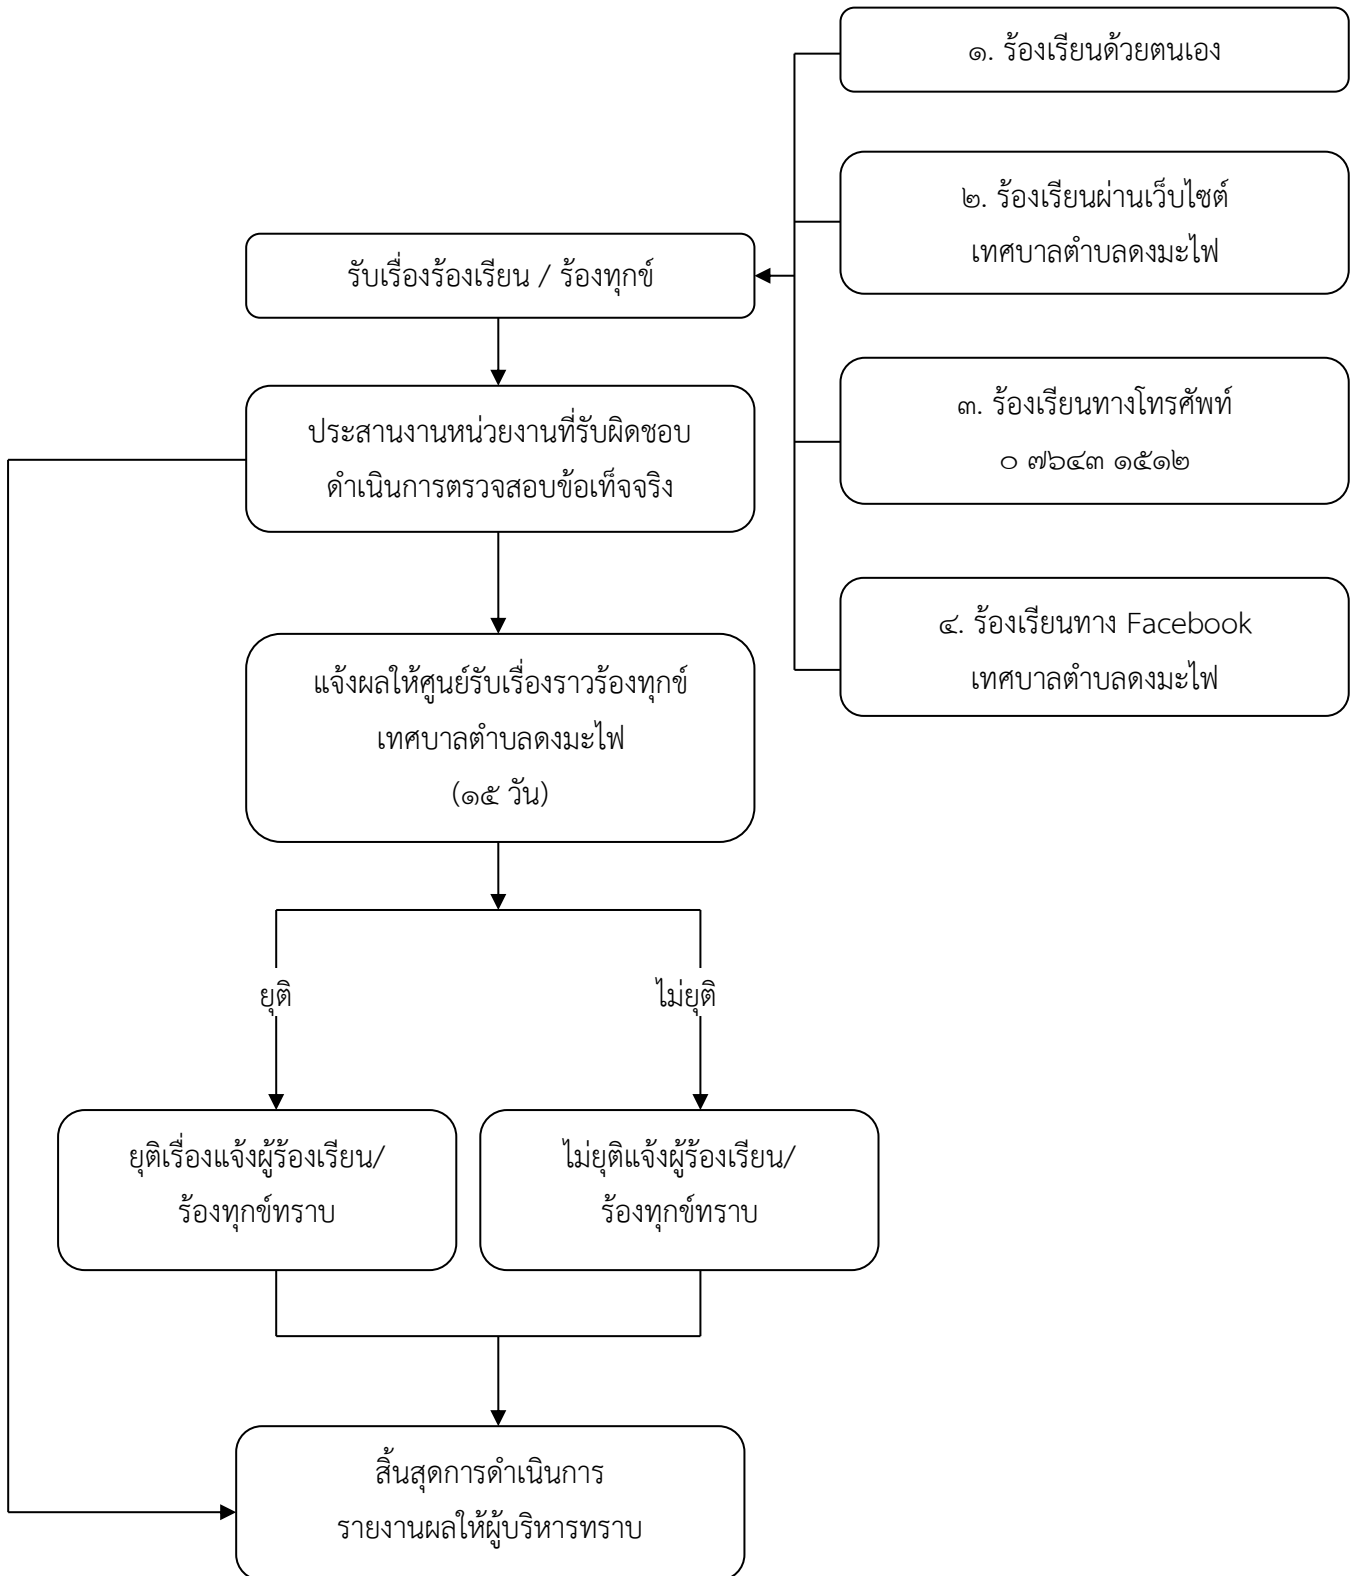 ๑. ร้องเรียนด้วยตนเอง
๒. ร้องเรียนผ่านเว็บไซต์
เทศบาลตำบลดงมะไฟ
รับเรื่องร้องเรียน / ร้องทุกข์
๓. ร้องเรียนทางโทรศัพท์
๐ ๗๖๔๓ ๑๕๑๒
ประสานงานหน่วยงานที่รับผิดชอบ
ดำเนินการตรวจสอบข้อเท็จจริง
๔. ร้องเรียนทาง Facebook
เทศบาลตำบลดงมะไฟ
แจ้งผลให้ศูนย์รับเรื่องราวร้องทุกข์
เทศบาลตำบลดงมะไฟ
(๑๕ วัน)
ยุติ
ไม่ยุติ
ยุติเรื่องแจ้งผู้ร้องเรียน/
ร้องทุกข์ทราบ
ไม่ยุติแจ้งผู้ร้องเรียน/
ร้องทุกข์ทราบ
สิ้นสุดการดำเนินการ
รายงานผลให้ผู้บริหารทราบ